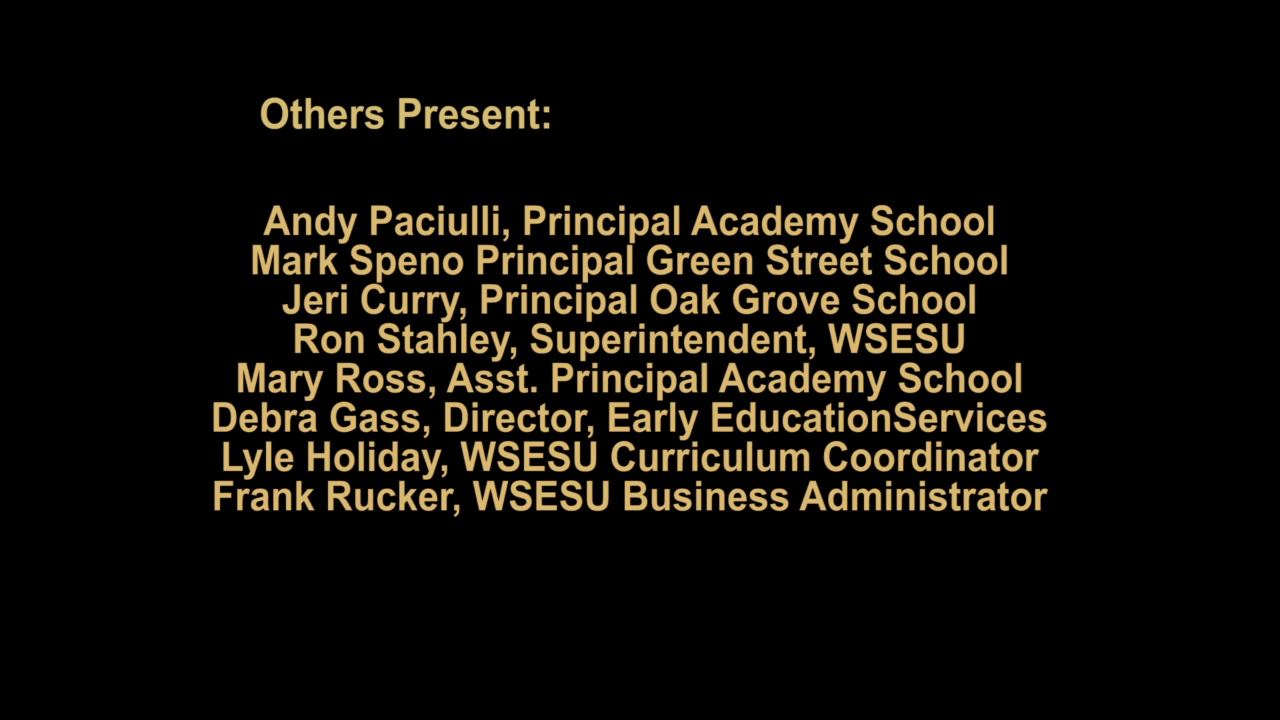 Others Present:
Andy Paciulli, Principal Academy School
Mark Speno Principal Green Street School
Jeri Curry, Principal Oak Grove School
Ron Stahley, Superintendent, WSESU
Mary Ross, Asst. Principal Academy School
Debra Gass, Director, Early EducationServices
Lyle Holiday, WSESU Curriculum Coordinator
Frank Rucker, WSESU Business Administrator